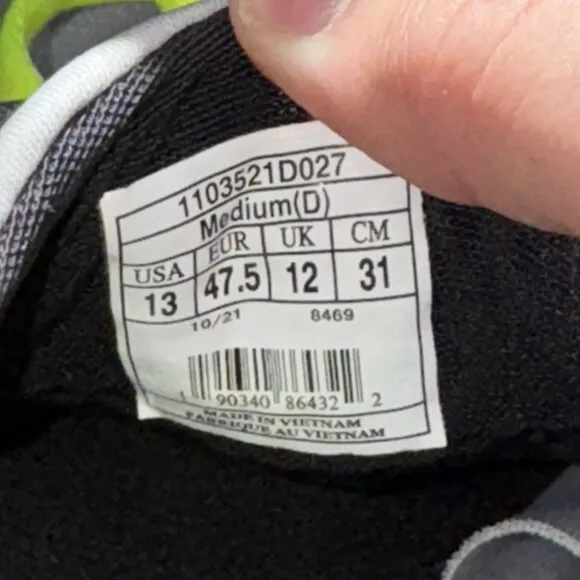 1103521D027
Medium(D)
USA EUR UK CM
13 47.5 12 31
10/21 8469
1 90340 86432 2
MADE IN VIETNAM
FABRIQUE AU VIETNAM